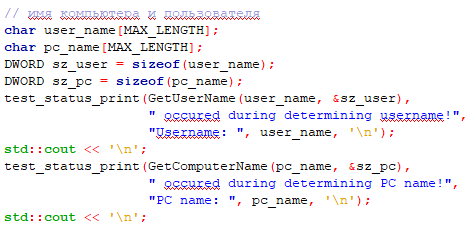 // имя компьютера и пользователя
char user_name[MAX_LENGTH];
char pc_name[MAX_LENGTH];
DWORD sz_user = sizeof(user_name);
DWORD sz_pc = sizeof(pc_name);
test_status_print(GetUserName(user_name, &sz_user),
" occured during determining username!",
"Username: ", user_name, '\n');
std::cout << '\n';
test_status_print(GetComputerName(pc_name, &sz_pc),
" occured during determining PC name!",
"PC name: ", pc_name, '\n');
std::cout << '\n';